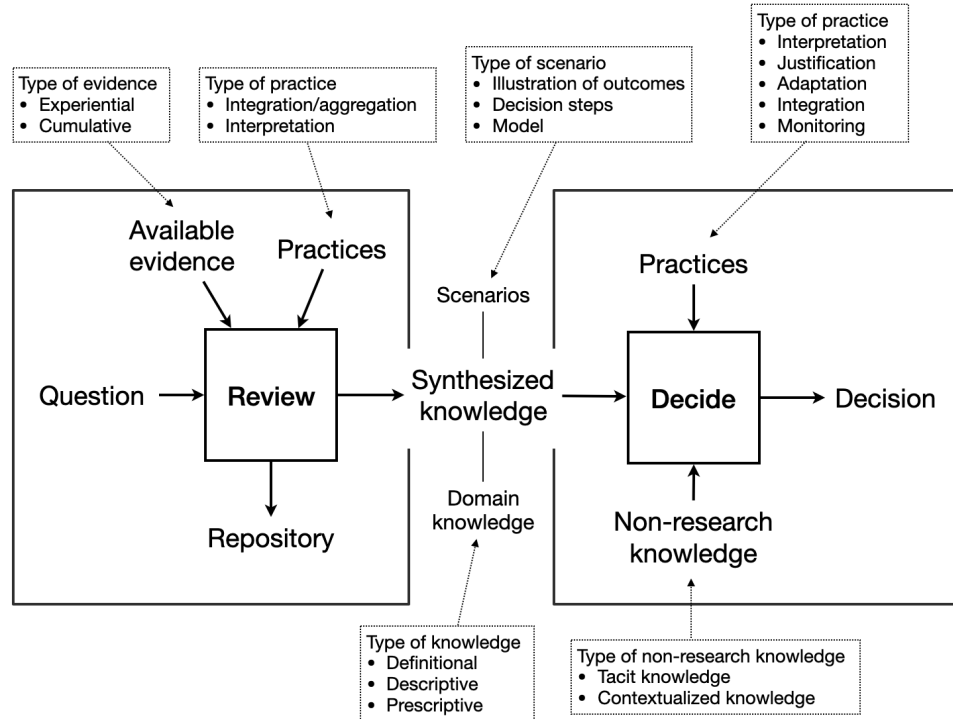 Type of evidence
• Experiential
• Cumulative
Type of practice
• Integration/aggregation
• Interpretation
Type of scenario
• Illustration of outcomes
• Decision steps
• Model
Type of practice
• Interpretation
• Justification
• Adaptation
• Integration
• Monitoring
Available
evidence
Practices
Question
Review
Repository
Scenarios
Synthesized
knowledge
Domain
knowledge
Practices
Decide
Decision
Non-research
knowledge
Type of knowledge
• Definitional
• Descriptive
• Prescriptive
Type of non-research knowledge
• Tacit knowledge
• Contextualized knowledge